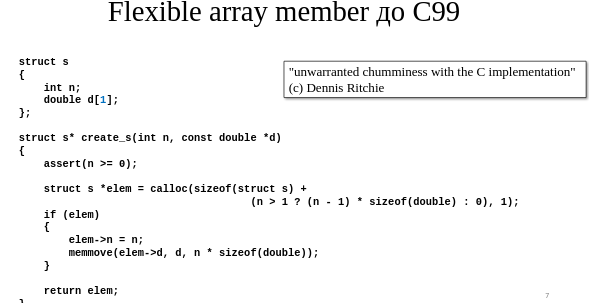 Flexible array member до C99
struct s
{
    int n;
    double d[1];
};
"unwarranted chumminess with the C implementation"
(c) Dennis Ritchie
struct s* create_s(int n, const double *d)
{
    assert(n >= 0);
    struct s *elem = calloc(sizeof(struct s) +
                                     (n > 1 ? (n - 1) * sizeof(double) : 0), 1);
    if (elem)
    {
        elem->n = n;
        memmove(elem->d, d, n * sizeof(double));
    }
    return elem;
}
7